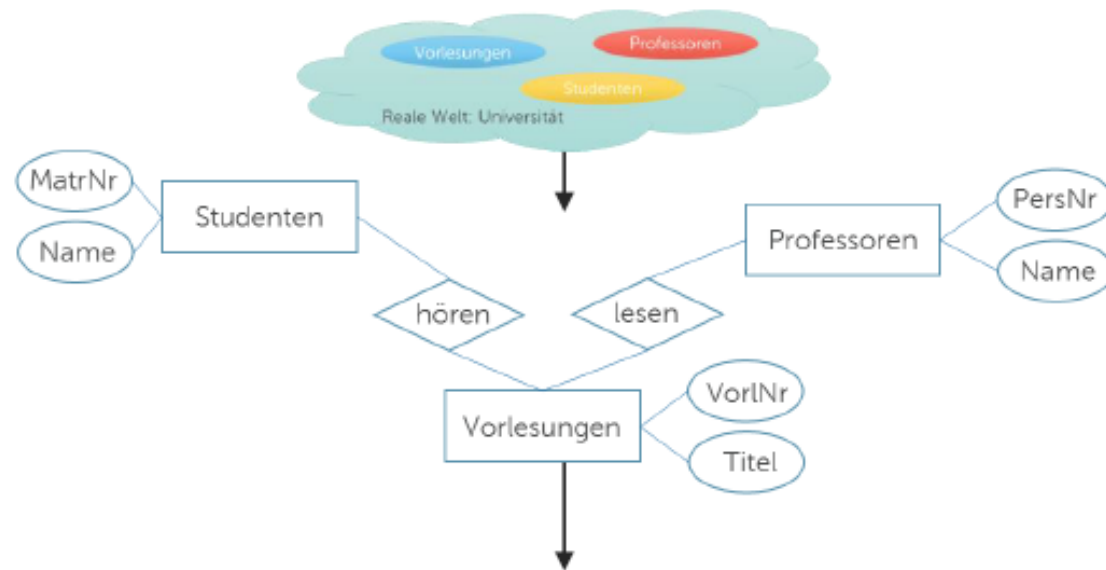 Vorlesungen
Professoren
Studenten
Reale Welt: Universität
MatrNr
Name
Studenten
Professoren
PersNr
Name
hören
lesen
Vorlesungen
VorlNr
Titel